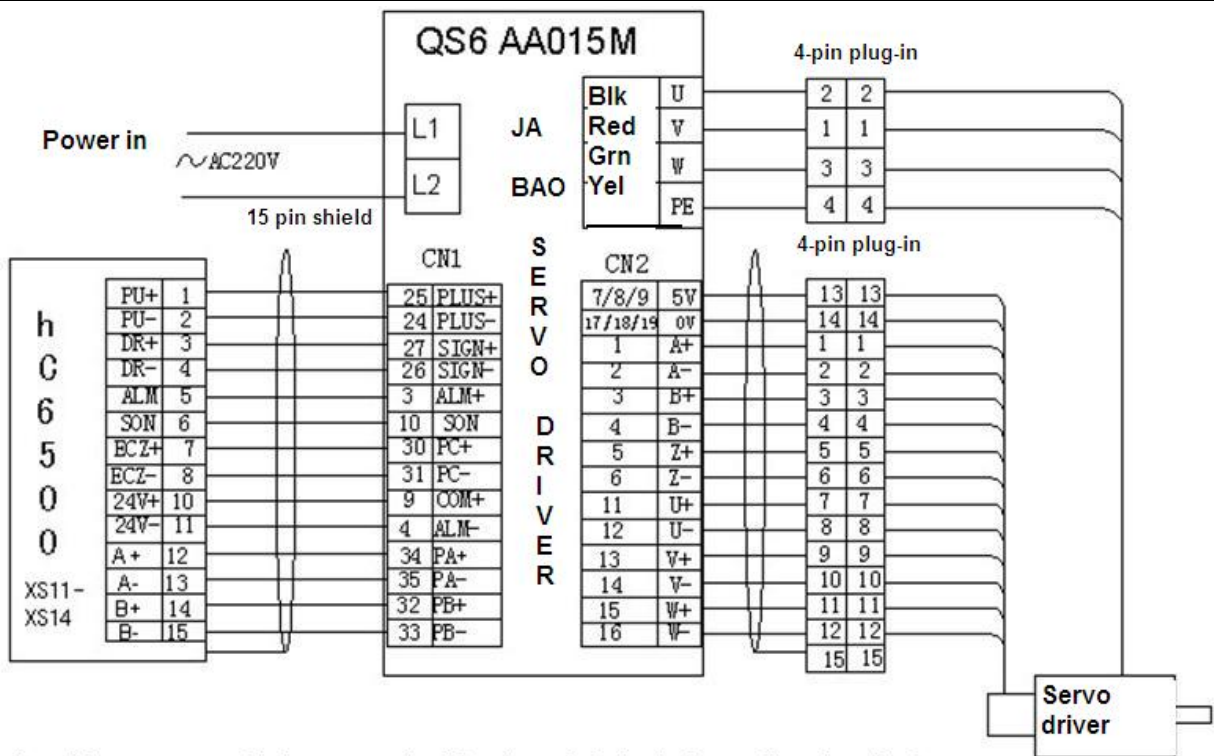 QS6 AA015M
4-pin plug-in
Power in
AC220V
L1
L2
JA
BAO
Blk U
Red V
Grn W
Yel
PE
2 2
1 1
3 3
4 4
15 pin shield
4-pin plug-in
CN1
CN2
SERVO
DRIVER
hC6500
XS11-
XS14
PU+ 1
PU- 2
DR+ 3
DR- 4
ALM 5
SON 6
ECZ+ 7
ECZ- 8
24V+ 10
24V- 11
A+ 12
A- 13
B+ 14
B- 15
25 PLUS+
24 PLUS-
27 SIGN+
26 SIGN-
3 ALM+
10 SON
30 PC+
31 PC-
9 COM+
4 ALM-
34 PA+
35 PA-
32 PB+
33 PB-
7/8/9 5V
17/18/19 0V
1 A+
2 A-
3 B+
4 B-
5 Z+
6 Z-
11 U+
12 U-
13 V+
14 V-
15 W+
16 W-
13 13
14 14
1 1
2 2
3 3
4 4
5 5
6 6
7 7
8 8
9 9
10 10
11 11
12 12
15 15
Servo
driver